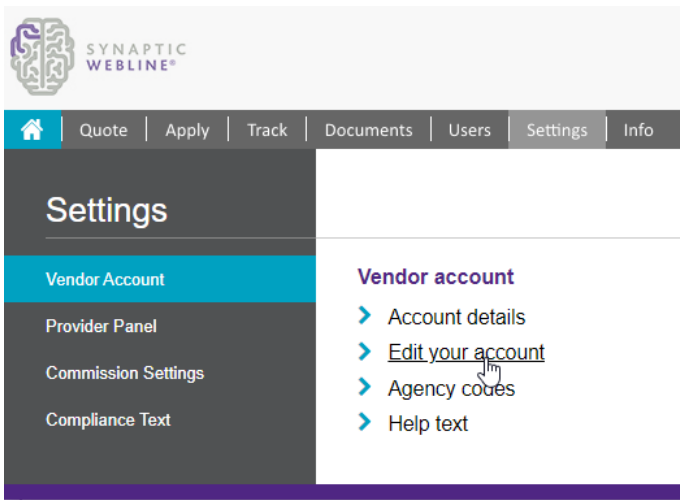 SYNAPTIC
WEBLINE®
Quote Apply Track Documents Users Settings Info
Settings
Vendor Account
Provider Panel
Commission Settings
Compliance Text
Vendor account
Account details
Edit your account
Agency codes
Help text